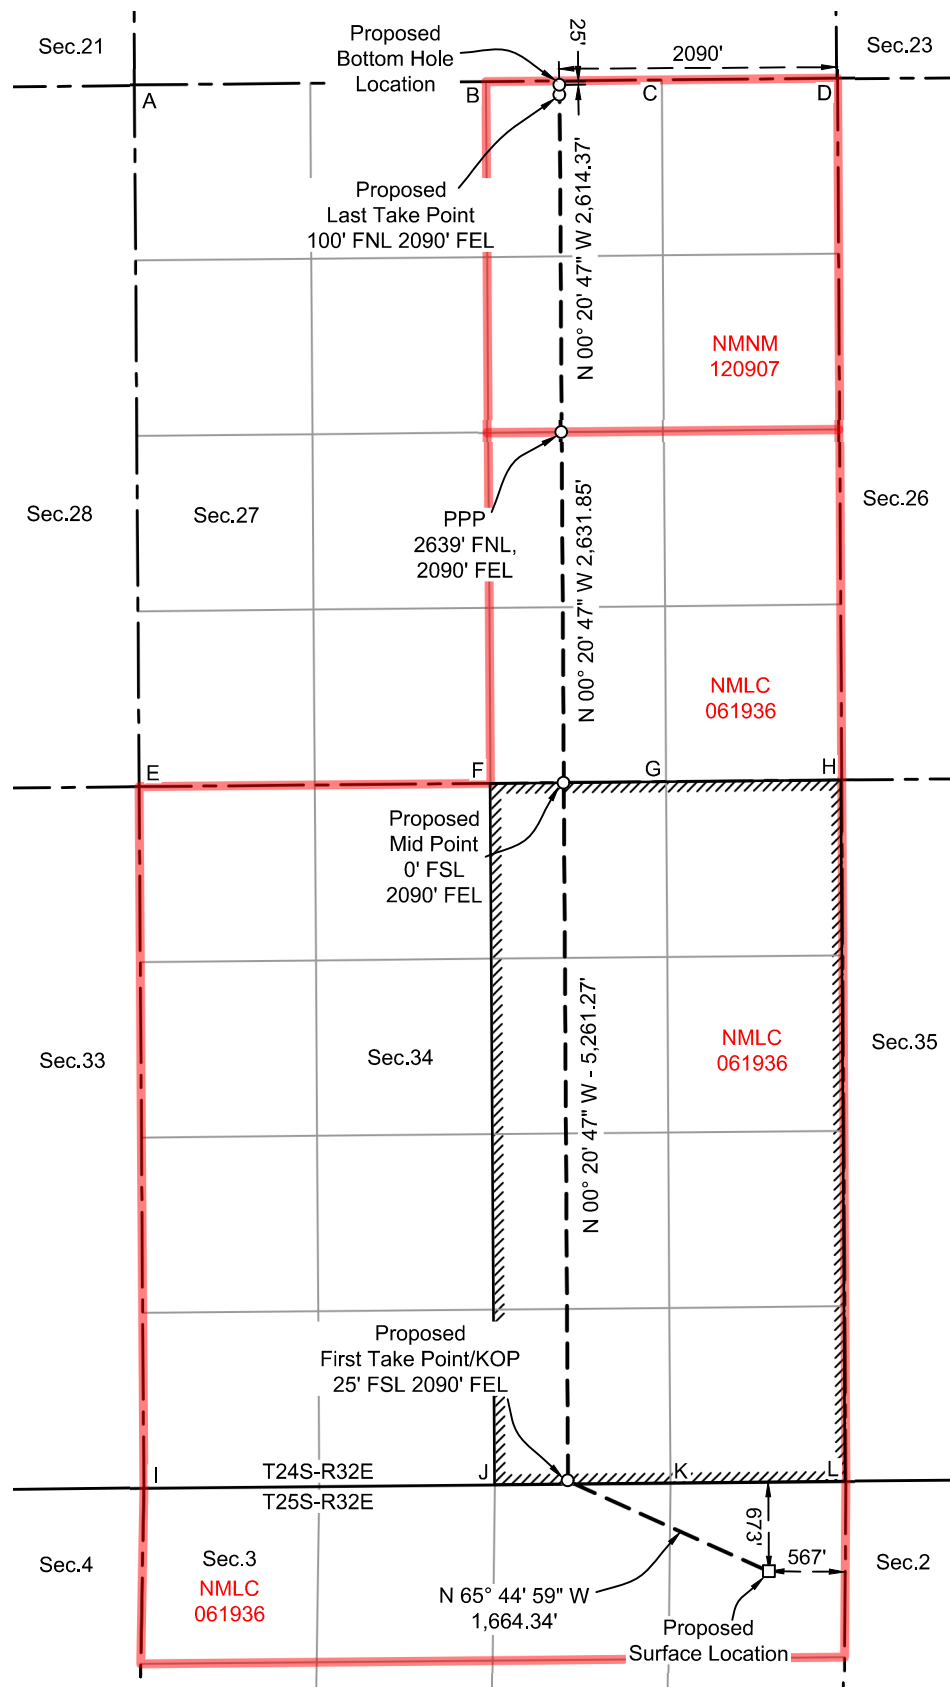 Sec.21
Proposed
Bottom Hole
Location
25'
2090'
Sec.23
A
B
C
D
Proposed
Last Take Point
100' FNL 2090' FEL
N 00° 20' 47" W 2,614.37'
NMNM
120907
Sec.28
Sec.27
PPP
2639' FNL,
2090' FEL
N 00° 20' 47" W 2,631.85'
Sec.26
NMLC
061936
E
F
G
H
Proposed
Mid Point
0' FSL
2090' FEL
Sec.33
Sec.34
N 00° 20' 47" W - 5,261.27'
NMLC
061936
Sec.35
Proposed
First Take Point/KOP
25' FSL 2090' FEL
I
T24S-R32E
J
K
L
T25S-R32E
Sec.4
Sec.3
NMLC
061936
673'
567'
Sec.2
N 65° 44' 59" W
1,664.34'
Proposed
Surface Location